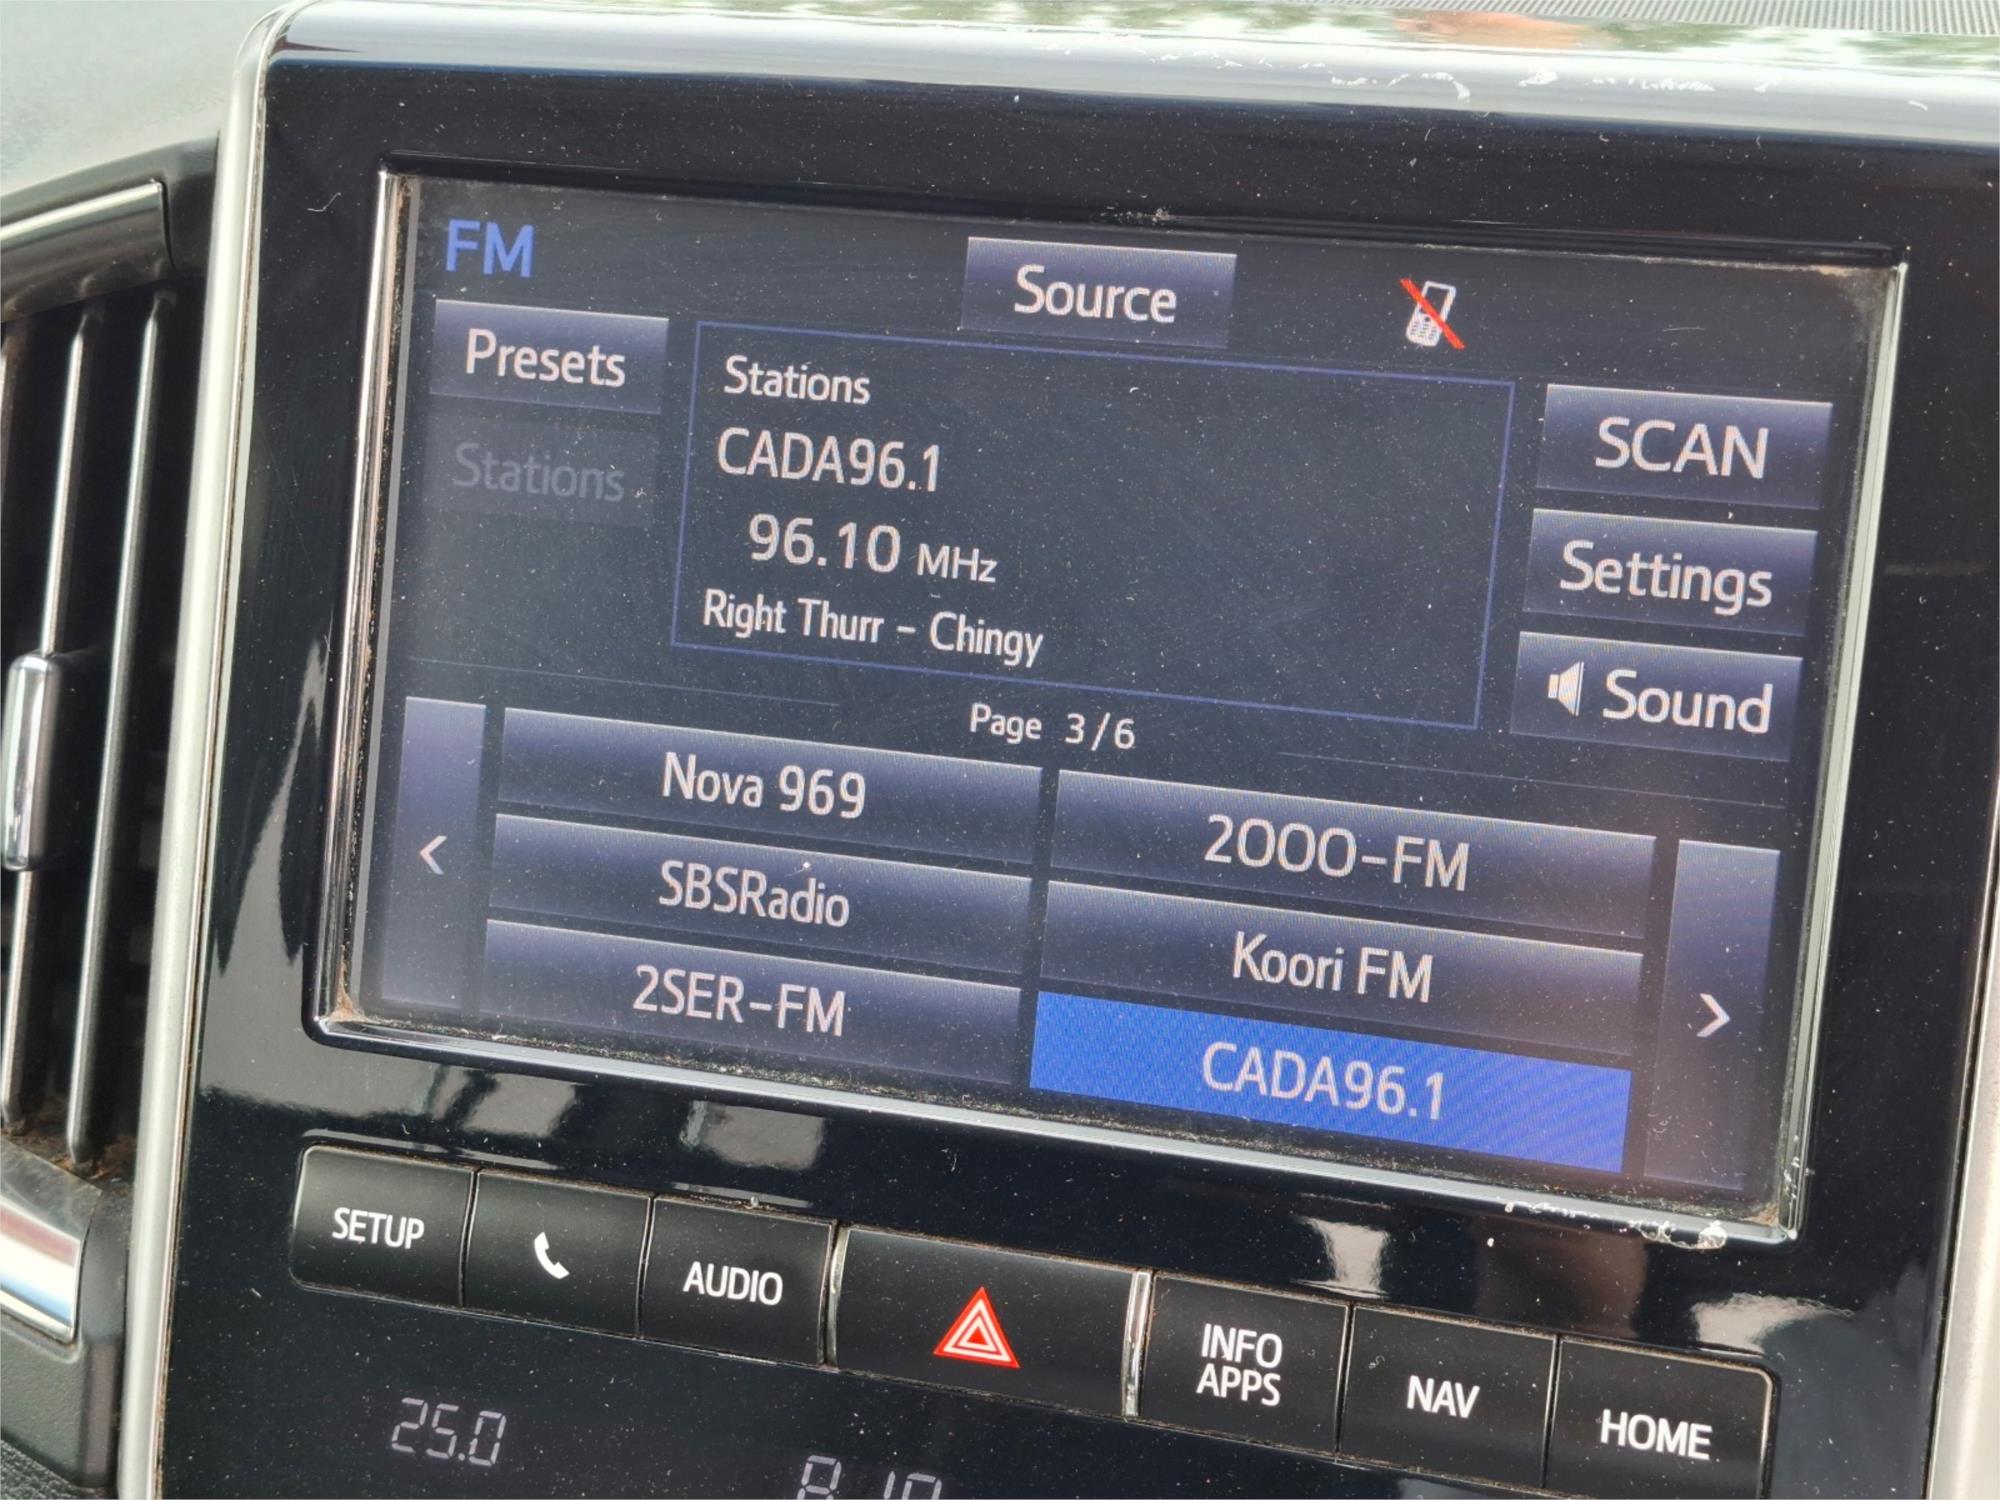 FM
Source
Presets
Stations
Stations
CADA96.1
96.10 MHz
Right Thurr - Chingy
SCAN
Settings
Sound
Page 3/6
<
Nova 969
2OOO-FM
SBSRadio
Koori FM
2SER-FM
CADA96.1
>
SETUP
AUDIO
INFO
APPS
NAV
HOME
25.0